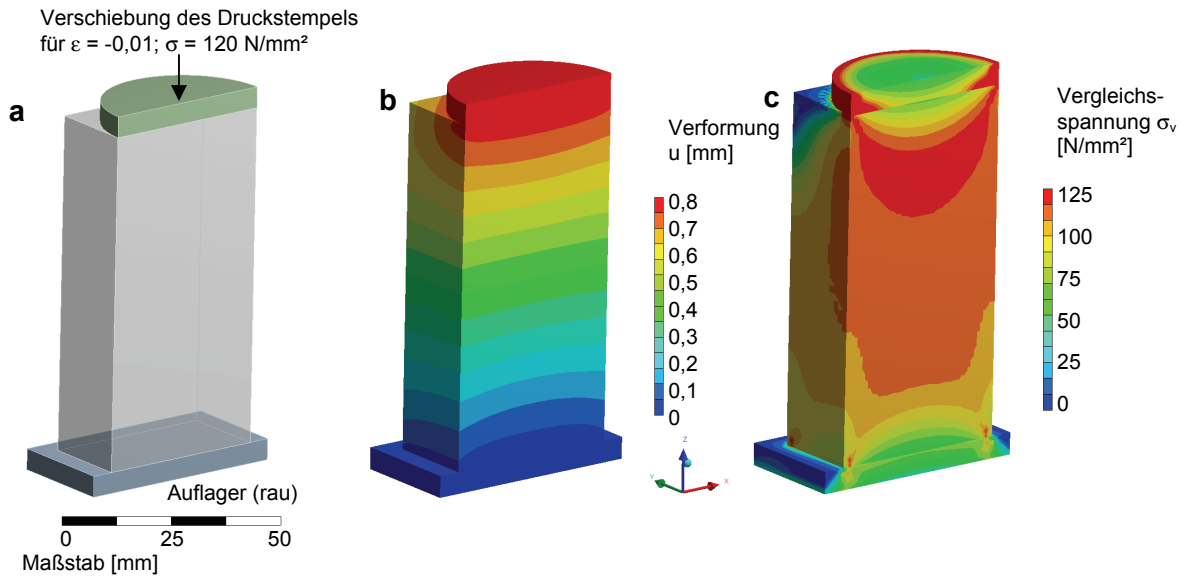 Verschiebung des Druckstempels
für ε = -0,01; σ = 120 N/mm²
a
b
c
Verformung
u [mm]
0,8
0,7
0,6
0,5
0,4
0,3
0,2
0,1
0
Vergleichs-
spannung σᵥ
[N/mm²]
125
100
75
50
25
0
Z
Y
X
Auflager (rau)
0 25 50
Maßstab [mm]